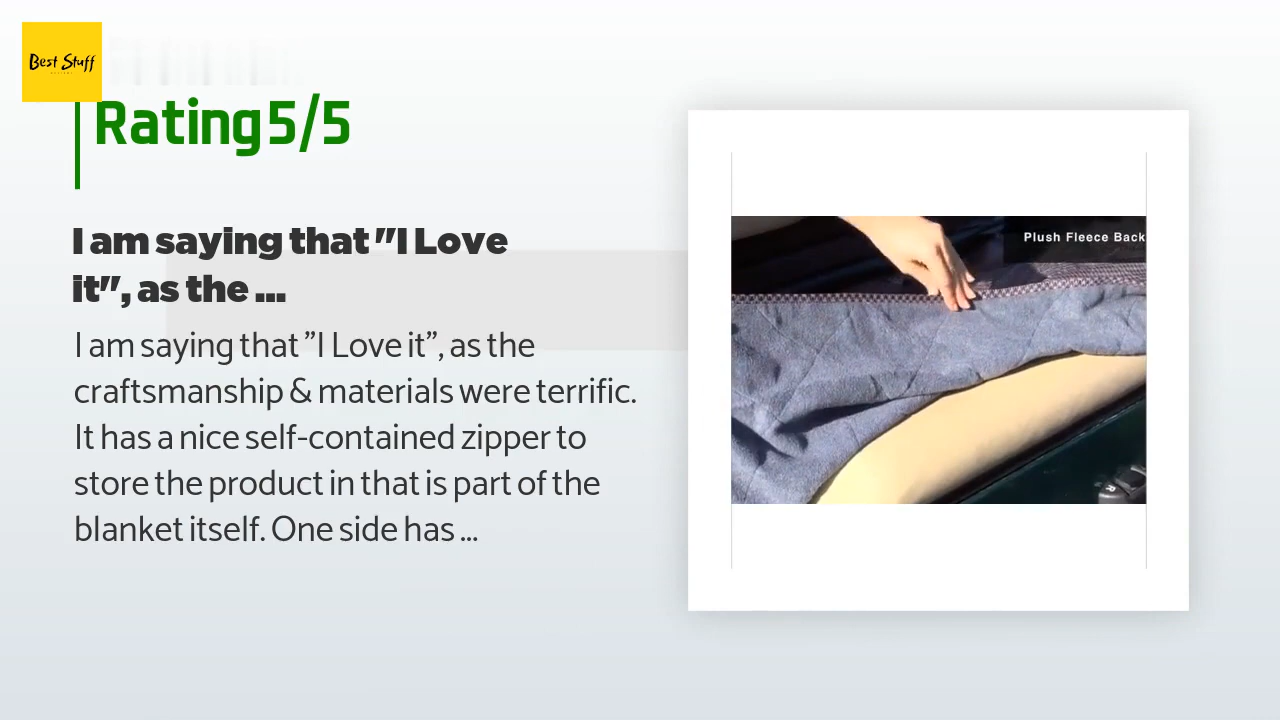 Best Stuff
Rating 5/5
I am saying that "I Love
it", as the ...
I am saying that "I Love it", as the
craftsmanship & materials were terrific.
It has a nice self-contained zipper to
store the product in that is part of the
blanket itself. One side has ...
Plush Fleece Back